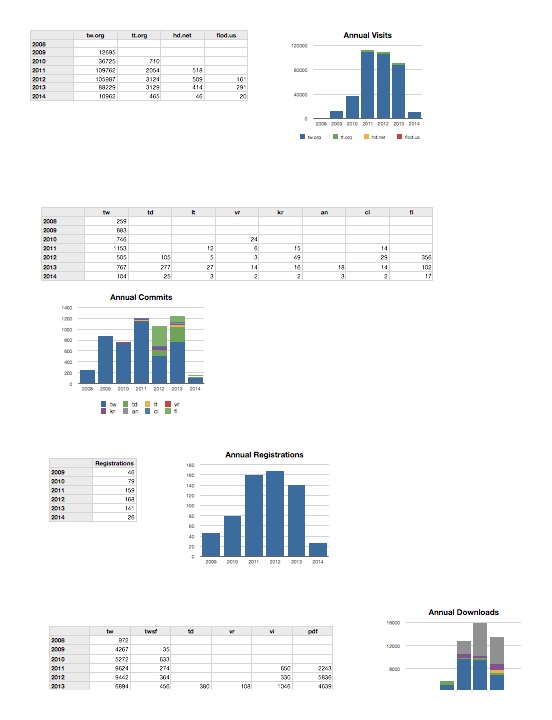 tw.org tt.org hd.net flod.us
2008
2009 12695
2010 36725 710
2011 109762 2054 518
2012 105997 3124 509 161
2013 88229 3129 414 291
2014 10962 465 46 20
Annual Visits
120000
80000
40000
0
2008 2009 2010 2011 2012 2013 2014
tw.org tt.org hd.net flod.us
tw td lt vr kr an cl fl
2008 259
2009 883
2010 746 24
2011 1153 12 6 15 14
2012 505 105 5 3 49 29 356
2013 767 277 27 14 16 18 14 102
2014 104 25 3 2 2 3 2 17
Annual Commits
1400
1200
1000
800
600
400
200
0
2008 2009 2010 2011 2012 2013 2014
tw td lt vr
kr an cl fl
Registrations
2009 46
2010 79
2011 159
2012 168
2013 141
2014 26
Annual Registrations
180
160
140
120
100
80
60
40
20
0
2009 2010 2011 2012 2013 2014
tw twsf td vr vi pdf
2008 972
2009 4267 35
2010 5272 633
2011 9624 274 650 2243
2012 9442 364 330 5836
2013 6894 456 380 108 1046 4639
Annual Downloads
16000
12000
8000